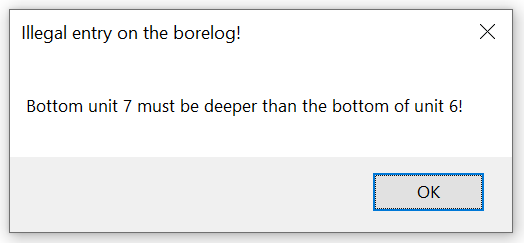 Illegal entry on the borelog!
Bottom unit 7 must be deeper than the bottom of unit 6!
OK